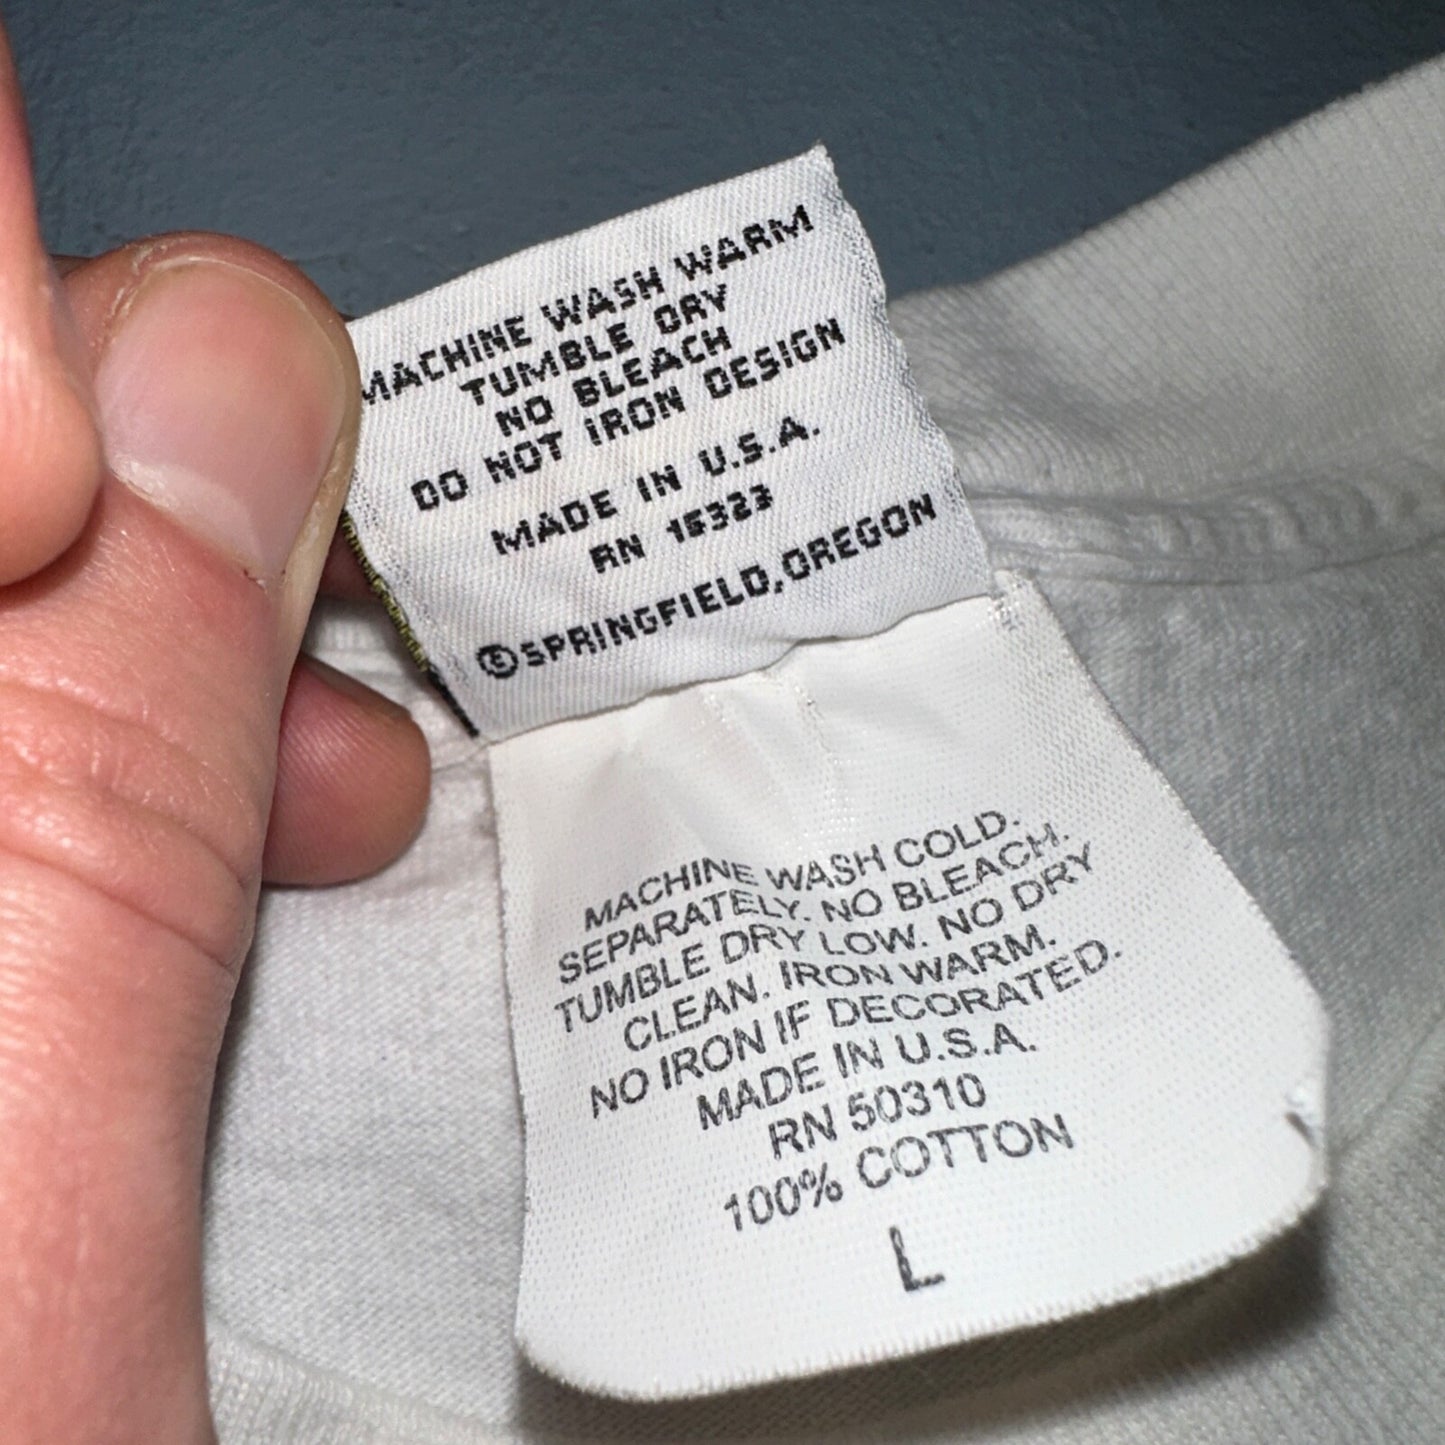 MACHINE WASH WARM
TUMBLE DRY
NO BLEACH
DO NOT IRON DESIGN
MADE IN U.S.A.
RN 16323
©SPRINGFIELD, OREGON
MACHINE WASH COLD.
SEPARATELY. NO BLEACH.
TUMBLE DRY LOW. NO DRY
CLEAN. IRON WARM.
NO IRON IF DECORATED.
MADE IN U.S.A.
RN 50310
100% COTTON
L